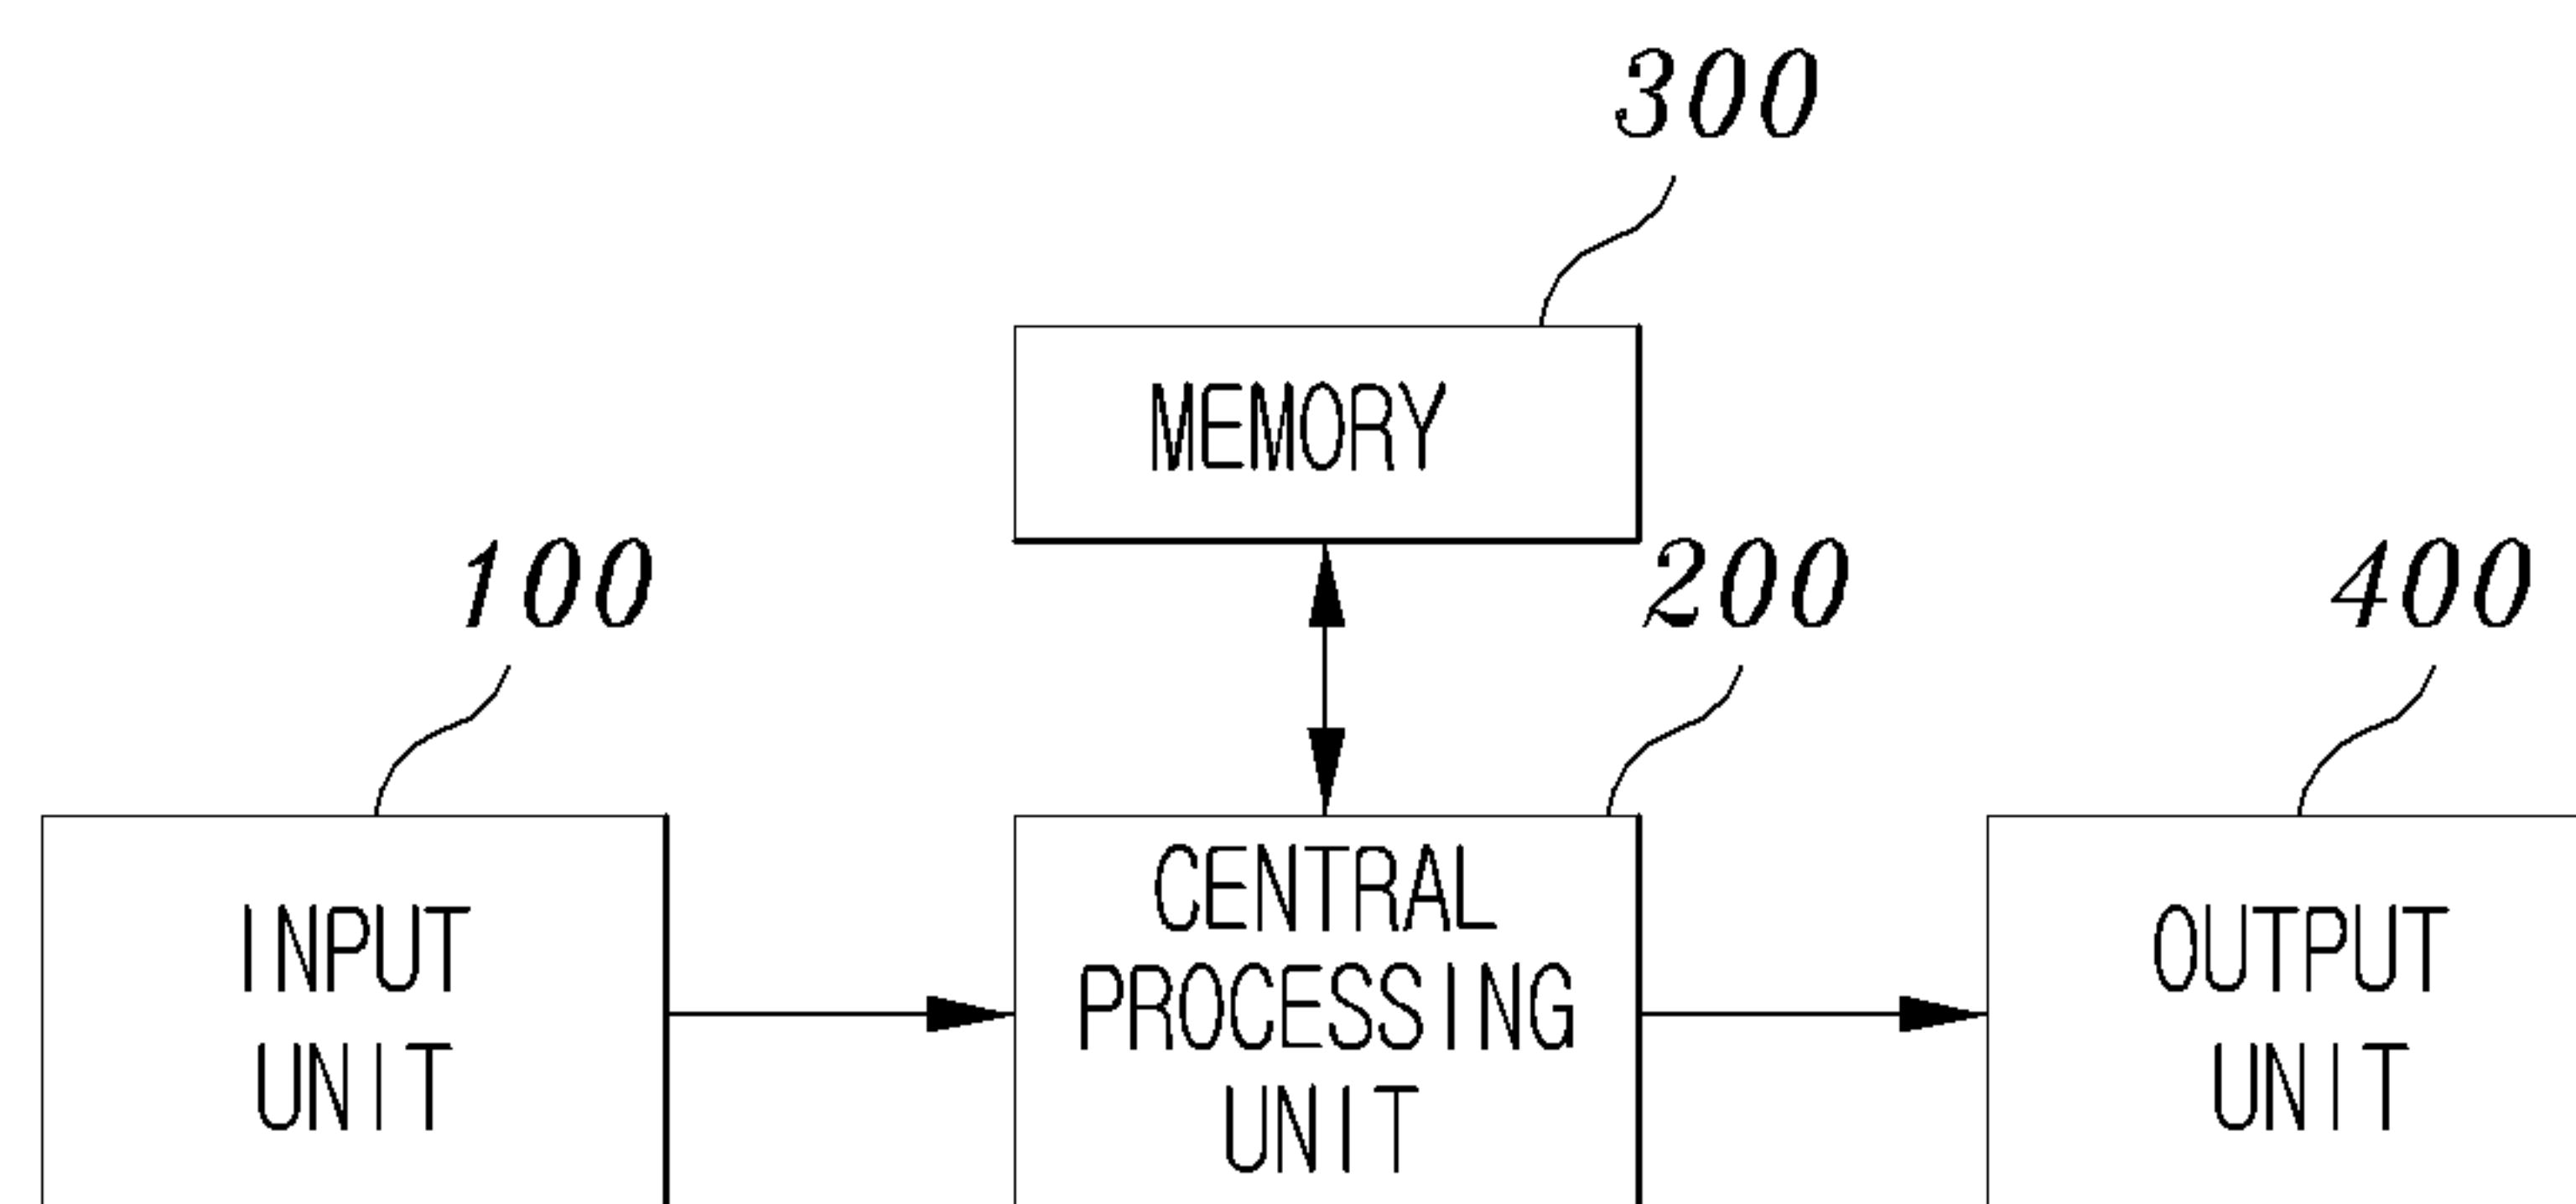 300
MEMORY
100
200
400
INPUT
UNIT
CENTRAL
PROCESSING
UNIT
OUTPUT
UNIT